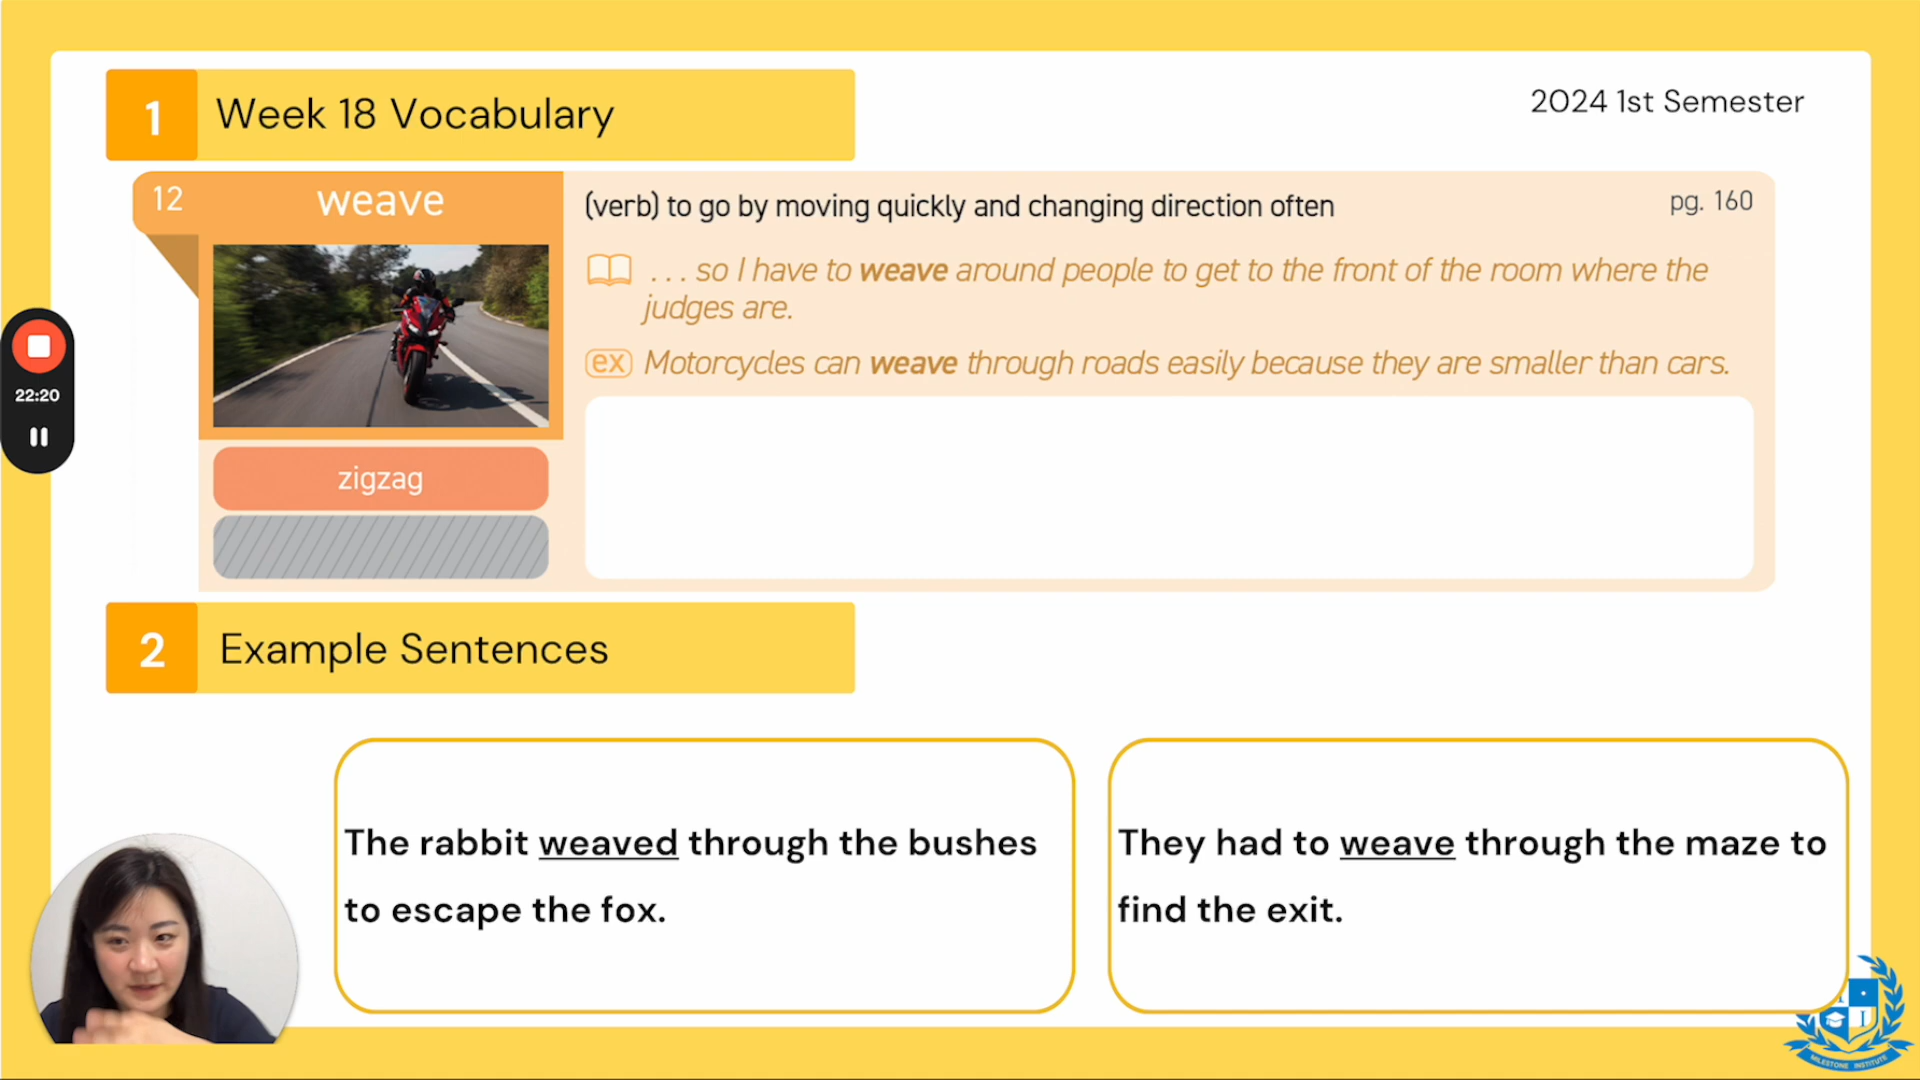 1 Week 18 Vocabulary
2024 1st Semester
12 weave
(verb) to go by moving quickly and changing direction often
pg. 160
. . . so I have to weave around people to get to the front of the room where the
judges are.
ex Motorcycles can weave through roads easily because they are smaller than cars.
22:20
zigzag
2 Example Sentences
The rabbit weaved through the bushes
to escape the fox.
They had to weave through the maze to
find the exit.
MILESTONE INSTITUTE